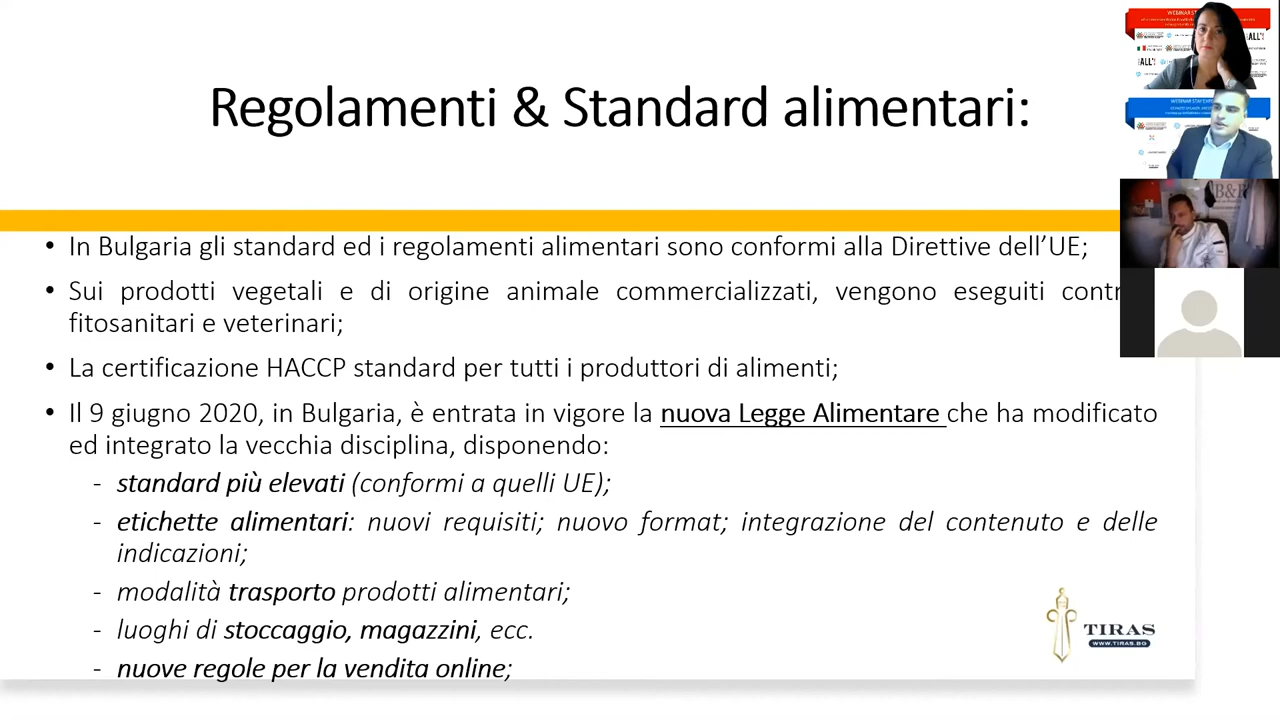 Regolamenti & Standard alimentari:
• In Bulgaria gli standard ed i regolamenti alimentari sono conformi alla Direttive dell’UE;
• Sui prodotti vegetali e di origine animale commercializzati, vengono eseguiti
fitosanitari e veterinari;
• La certificazione HACCP standard per tutti i produttori di alimenti;
• Il 9 giugno 2020, in Bulgaria, è entrata in vigore la nuova Legge Alimentare che ha modificato
ed integrato la vecchia disciplina, disponendo:
- standard più elevati (conformi a quelli UE);
- etichette alimentari: nuovi requisiti; nuovo format; integrazione del contenuto e delle
indicazioni;
- modalità trasporto prodotti alimentari;
- luoghi di stoccaggio, magazzini, ecc.
- nuove regole per la vendita online;
TIRAS
WWW.TIRAS.BG
WEBINAR
ALL'
ALL'
WEBINAR
B&R